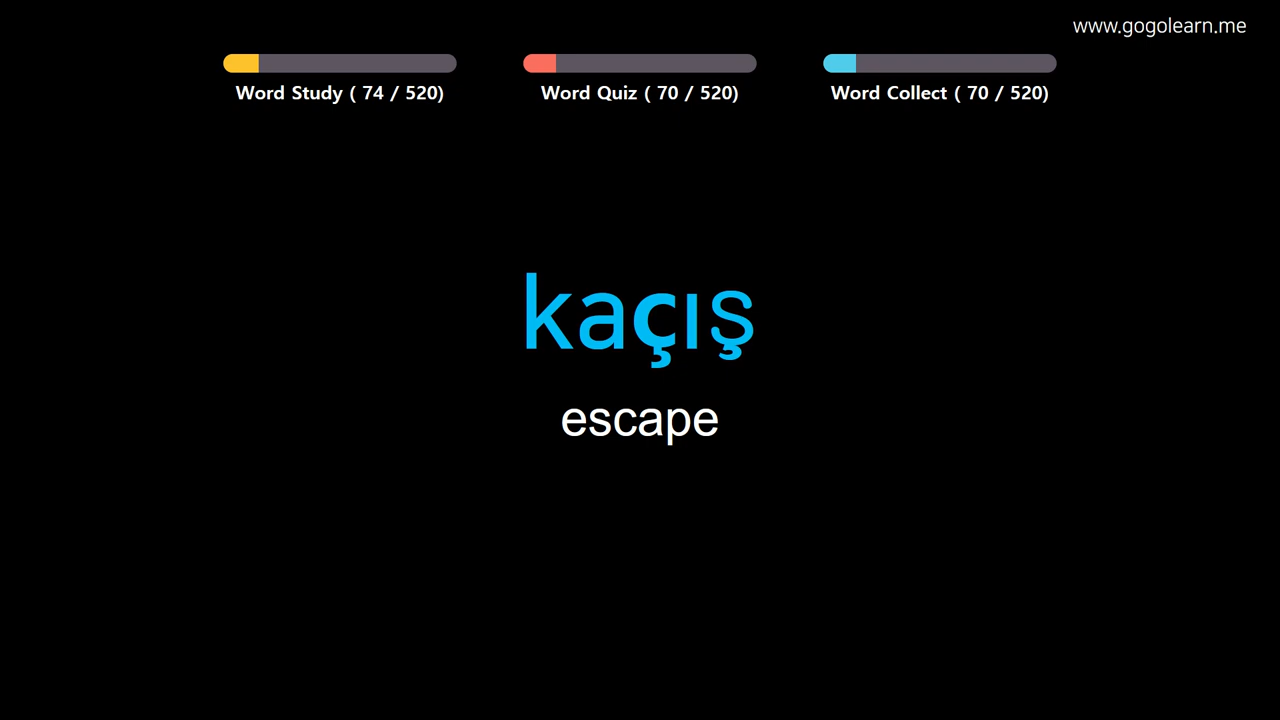 www.gogolearn.me
Word Study ( 74 / 520)
Word Quiz ( 70 / 520)
Word Collect ( 70 / 520)
kaçış
escape